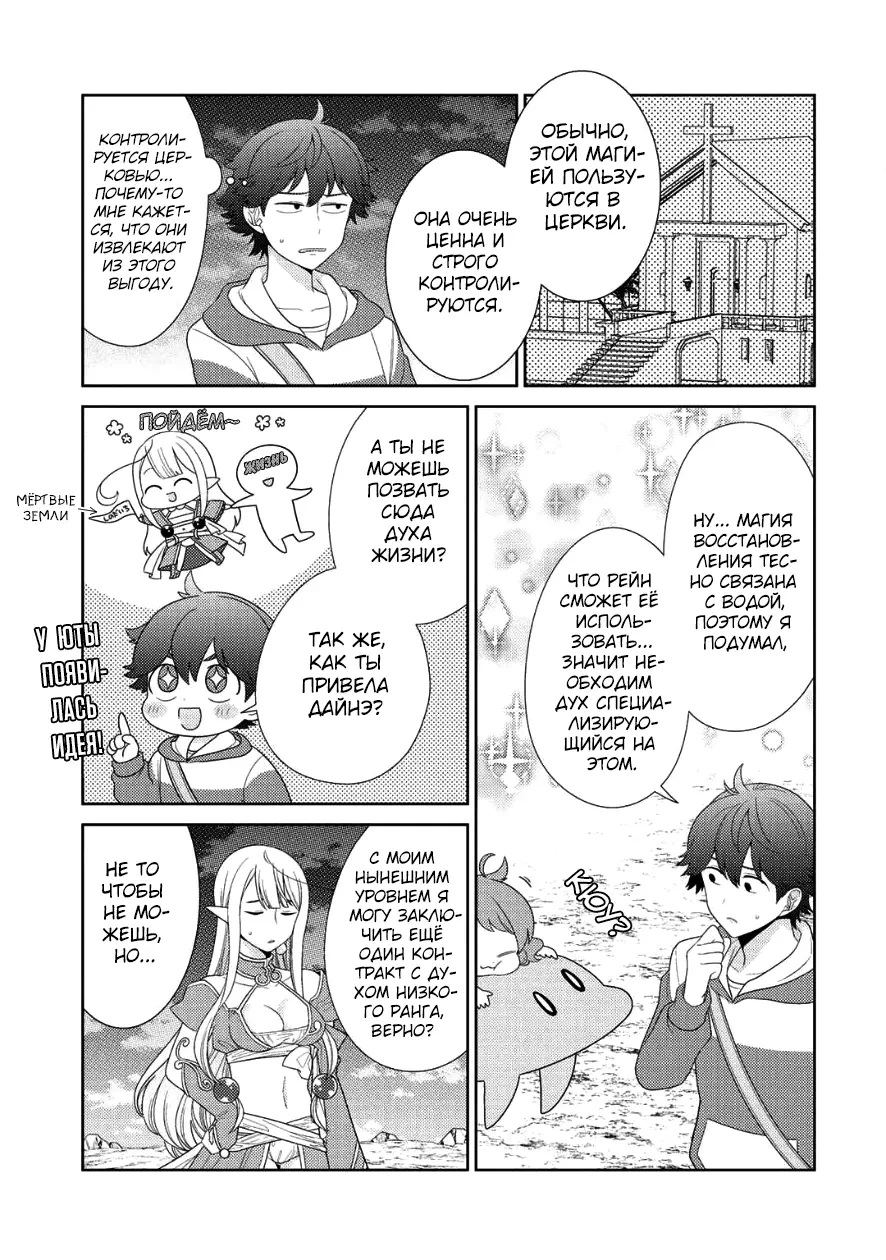 ОБЫЧНО,
ЭТОЙ МАГИ-
ЕЙ ПОЛЬЗУ-
ЮТСЯ В
ЦЕРКВИ.
ОНА ОЧЕНЬ
ЦЕННА И
СТРОГО
КОНТРОЛИ-
РУЮТСЯ.
КОНТРОЛИ-
РУЕТСЯ ЦЕР-
КОВЬЮ...
ПОЧЕМУ-ТО
МНЕ КАЖЕТ-
СЯ, ЧТО ОНИ
ИЗВЛЕКАЮТ
ИЗ ЭТОГО
ВЫГОДУ.
НУ... МАГИЯ
ВОССТАНОВ-
ЛЕНИЯ ТЕС-
НО СВЯЗАНА
С ВОДОЙ,
ПОЭТОМУ Я
ПОДУМАЛ,
ЧТО РЕЙН
СМОЖЕТ ЕЁ
ИСПОЛЬ-
ЗОВАТЬ...
ЗНАЧИТ НЕ-
ОБХОДИМ
ДУХ СПЕЦИА-
ЛИЗИРУЮ-
ЩИЙСЯ НА
ЭТОМ.
КЮУ?
А ТЫ НЕ
МОЖЕШЬ
ПОЗВАТЬ
СЮДА
ДУХА
ЖИЗНИ?
ТАК ЖЕ,
КАК ТЫ
ПРИВЕЛА
ДАЙНЭ?
ПОЙДЁМ~
ЖИЗНЬ
МЁРТВЫЕ
ЗЕМЛИ
У ЮТЫ
ПОЯВИ-
ЛАСЬ
ИДЕЯ!
С МОИМ
НЫНЕШНИМ
УРОВНЕМ Я
МОГУ ЗАКЛЮ-
ЧИТЬ ЕЩЁ
ОДИН КОН-
ТРАКТ С ДУ-
ХОМ НИЗКО-
ГО РАНГА,
ВЕРНО?
НЕ ТО
ЧТОБЫ
НЕ МО-
ЖЕШЬ,
НО...